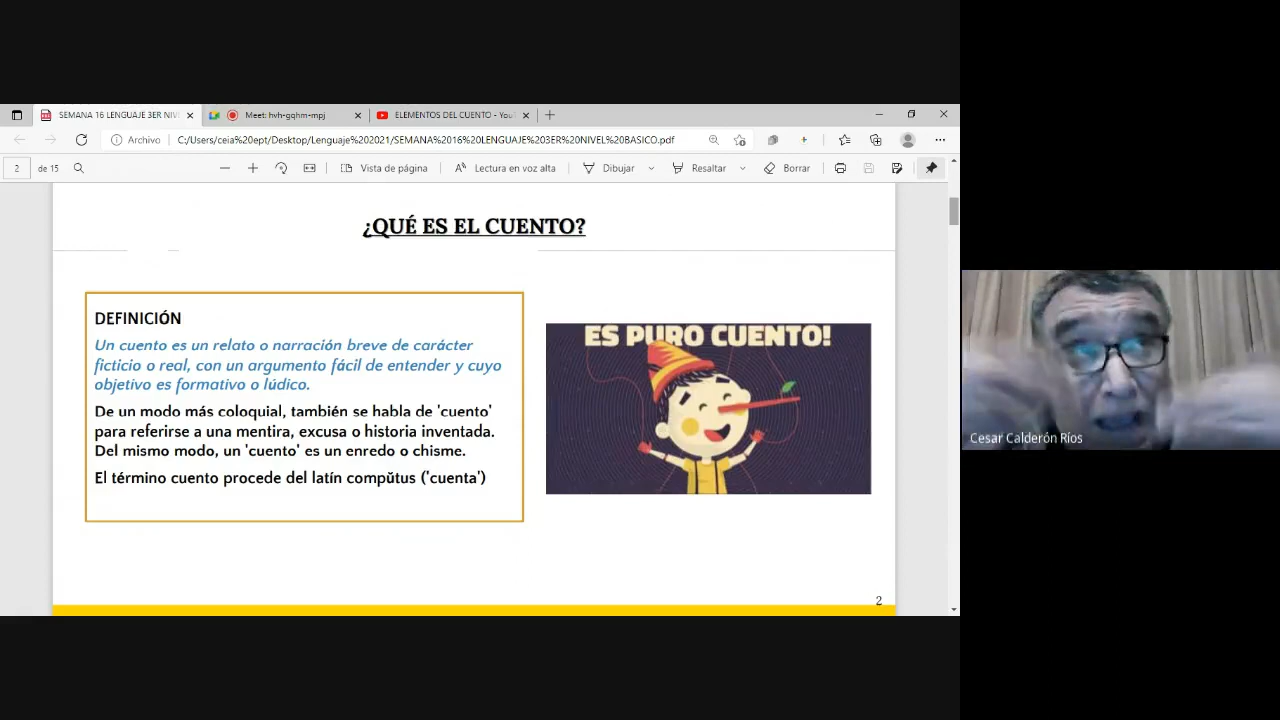 SEMANA 16 LENGUAJE 3ER NIV
Meet: hvh-gqhm-mpj
ELEMENTOS DEL CUENTO - You
Archivo
C:/Users/ceia%20ept/Desktop/Lenguaje%202021/SEMANA%2016%20LENGUAJE%203ER%20NIVEL%20BASICO.pdf
2 de 15
Vista de página
Lectura en voz alta
Dibujar
Resaltar
Borrar
¿QUÉ ES EL CUENTO?
DEFINICIÓN
Un cuento es un relato o narración breve de carácter
ficticio o real, con un argumento fácil de entender y cuyo
objetivo es formativo o lúdico.
De un modo más coloquial, también se habla de 'cuento'
para referirse a una mentira, excusa o historia inventada.
Del mismo modo, un 'cuento' es un enredo o chisme.
El término cuento procede del latín compŭtus ('cuenta')
ES PURO CUENTO!
2
Cesar Calderón Ríos